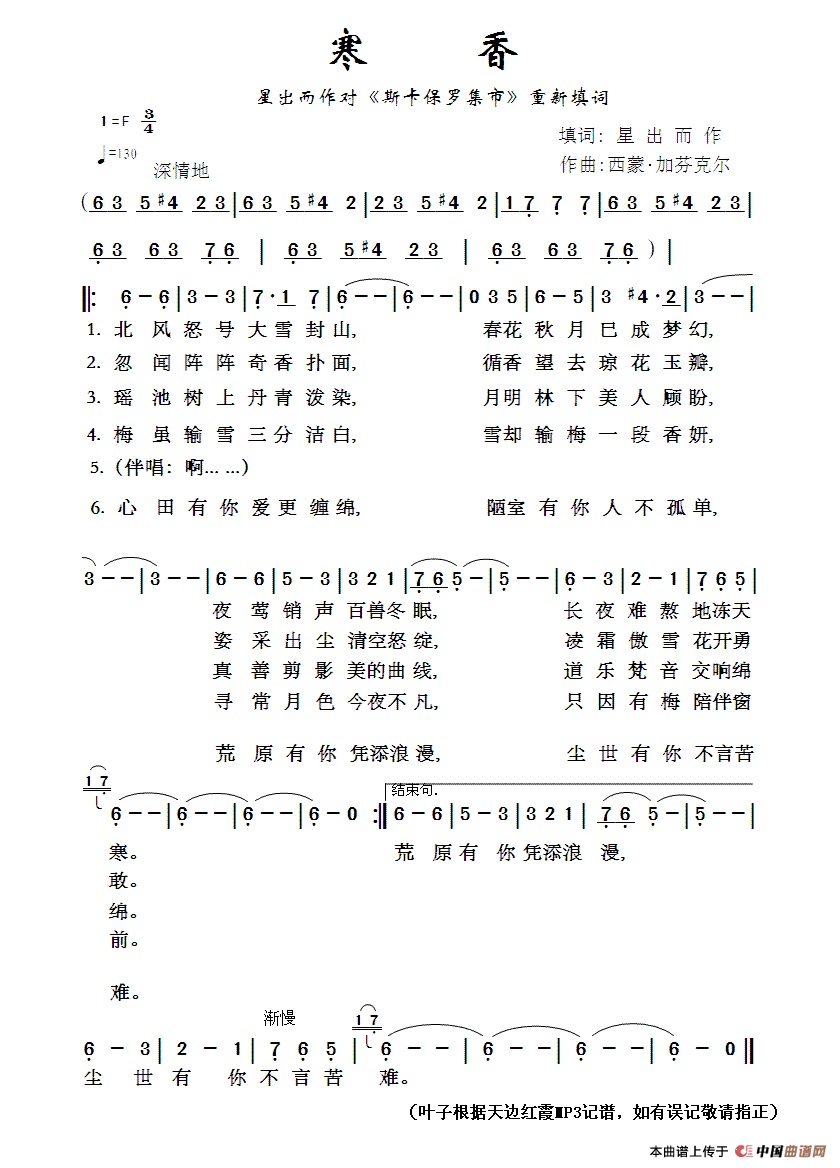 寒 香
星出而作对《斯卡保罗集市》重新填词
1=F 3/4
填词: 星 出 而 作
♩=130
作曲:西蒙·加芬克尔
深情地
(6 3 5 #4 2 3|6 3 5 #4 2|2 3 5 #4 2|1 7 7 7|6 3 5 #4 2 3|
6 3 6 3 7 6 | 6 3 5 #4 2 3 | 6 3 6 3 7 6 )|
‖: 6 – 6|3 – 3|7 · 1 7|6 – –|6 – –|0 3 5|6 – 5|3 #4 · 2|3 – –|
1. 北 风 怒 号 大 雪 封 山, 春花 秋 月 已 成 梦 幻,
2. 忽 闻 阵 阵 奇 香 扑 面, 循香 望 去 琼 花 玉 瓣,
3. 瑶 池 树 上 丹 青 泼 染, 月明 林 下 美 人 顾 盼,
4. 梅 虽 输 雪 三 分 洁 白, 雪却 输 梅 一 段 香 妍,
5. (伴唱: 啊... ...)
6. 心 田 有 你 爱 更 缠 绵, 陋室 有 你 人 不 孤 单,
3 – –|3 – –|6 – 6|5 – 3|3 2 1|7 6 5|5 – –|6 – 3|2 – 1|7 6 5|
夜 莺 销 声 百兽冬 眠, 长 夜 难 熬 地冻天
姿 采 出 尘 清空怒 绽, 凌 霜 傲 雪 花开勇
真 善 剪 影 美的曲 线, 道 乐 梵 音 交响绵
寻 常 月 色 今夜不 凡, 只 因 有 梅 陪伴窗
荒 原 有 你 凭添浪 漫, 尘 世 有 你 不言苦
1 7 结束句.
6 – –|6 – –|6 – –|6 – 0 :‖6 – 6|5 – 3|3 2 1|7 6 5|5 – –|
寒。 荒 原 有 你 凭添浪 漫,
敢。
绵。
前。
难。
渐慢 1 7
6 – 3|2 – 1|7 6 5|6 – –|6 – –|6 – –|6 – 0‖
尘 世 有 你 不 言 苦 难。
(叶子根据天边红霞MP3记谱，如有误记敬请指正)
本曲谱上传于 中国曲谱网